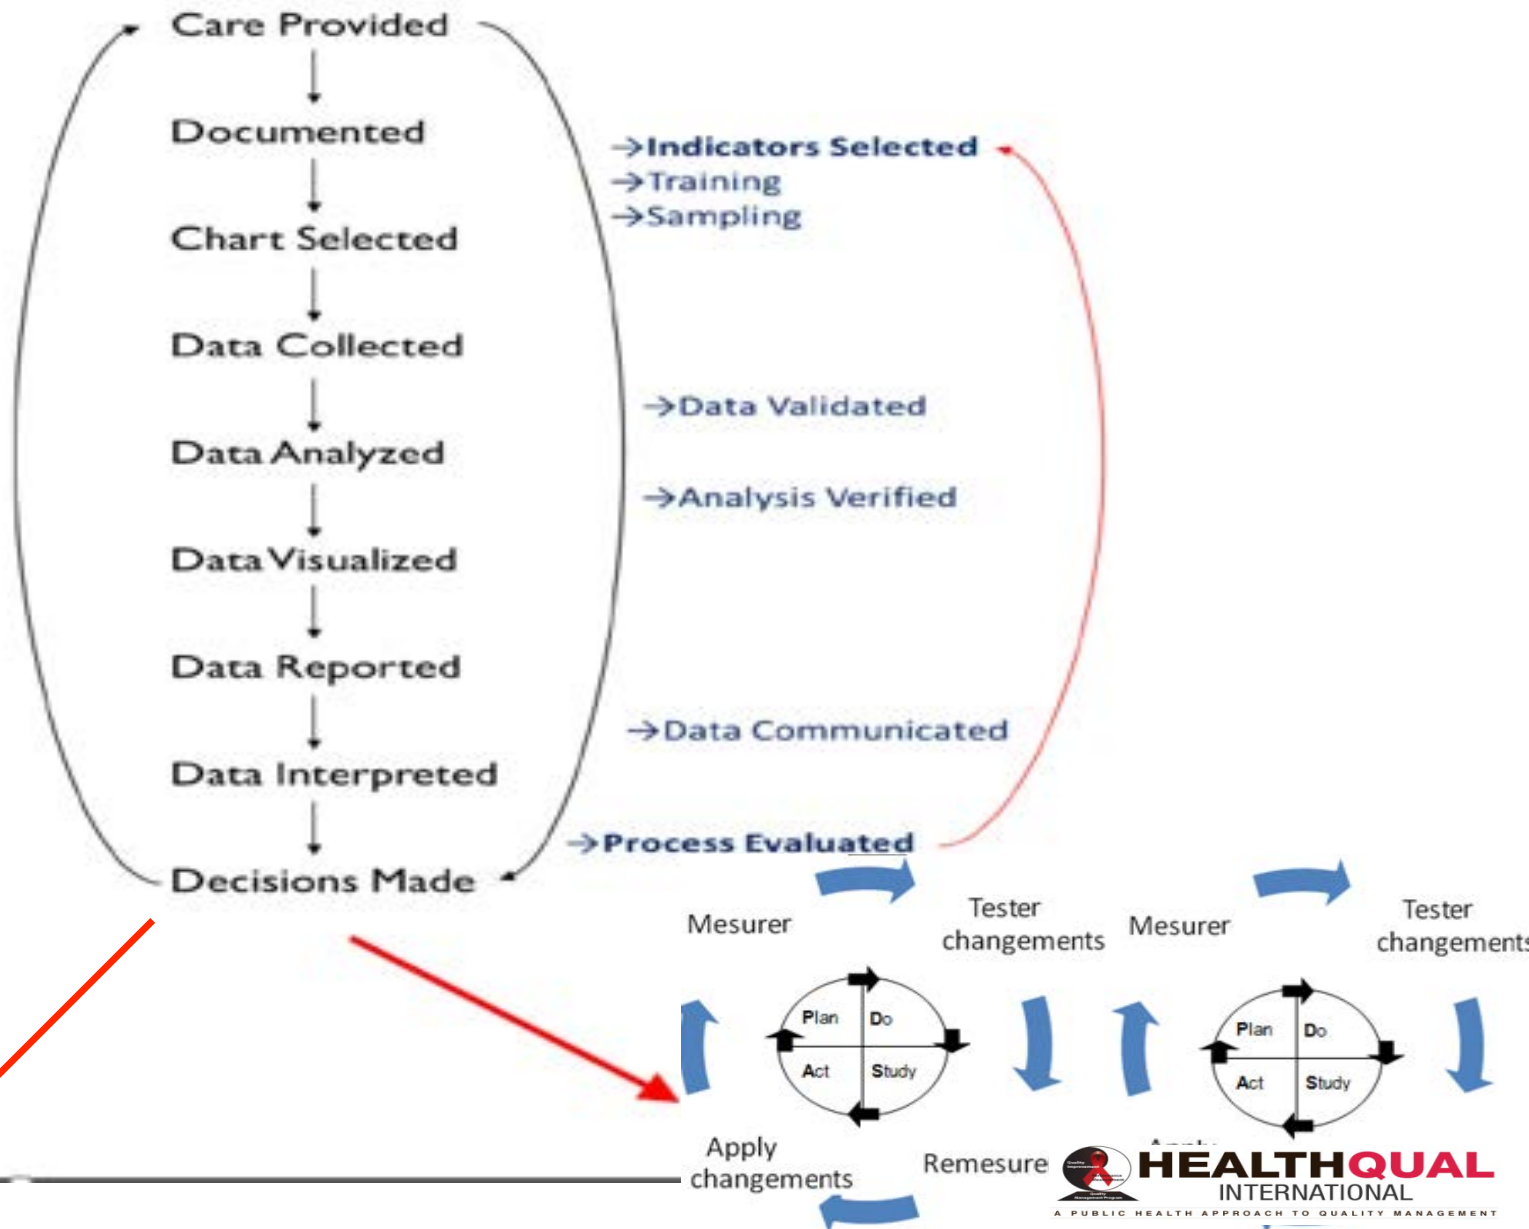 Care Provided
Documented
Chart Selected
Data Collected
Data Analyzed
Data Visualized
Data Reported
Data Interpreted
Decisions Made
→Indicators Selected
→Training
→Sampling
→Data Validated
→Analysis Verified
→Data Communicated
→Process Evaluated
Mesurer
Tester
changements
Plan
Do
Act
Study
Apply
changements
Remesure
Mesurer
Tester
changements
Plan
Do
Act
Study
HEALTHQUAL
INTERNATIONAL
A PUBLIC HEALTH APPROACH TO QUALITY MANAGEMENT